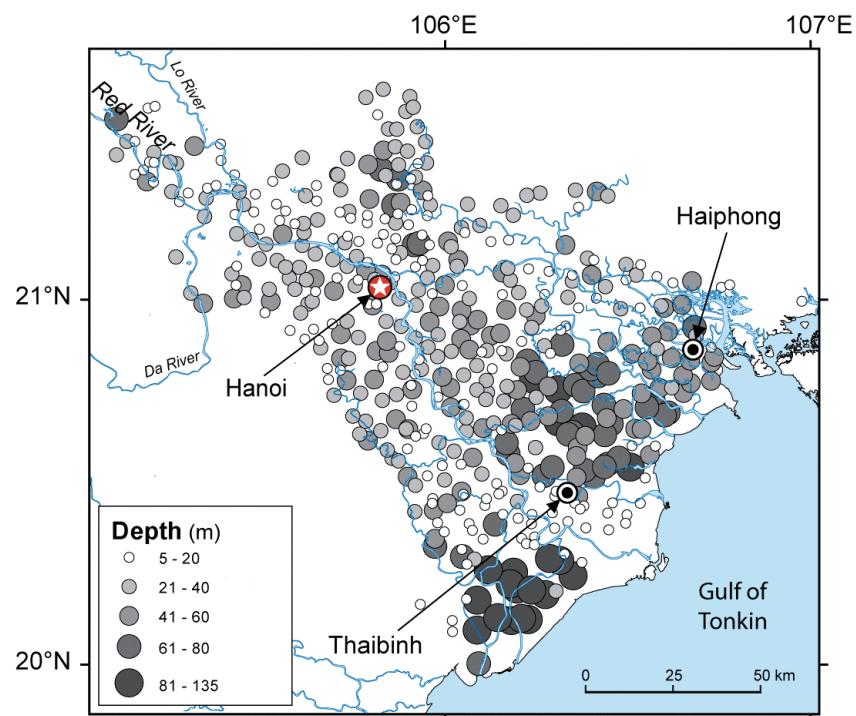 106°E
107°E
Lo River
Red River
Haiphong
21°N
Da River
Hanoi
Depth (m)
5 - 20
21 - 40
41 - 60
61 - 80
81 - 135
Gulf of
Tonkin
Thaibinh
20°N
0 25 50 km